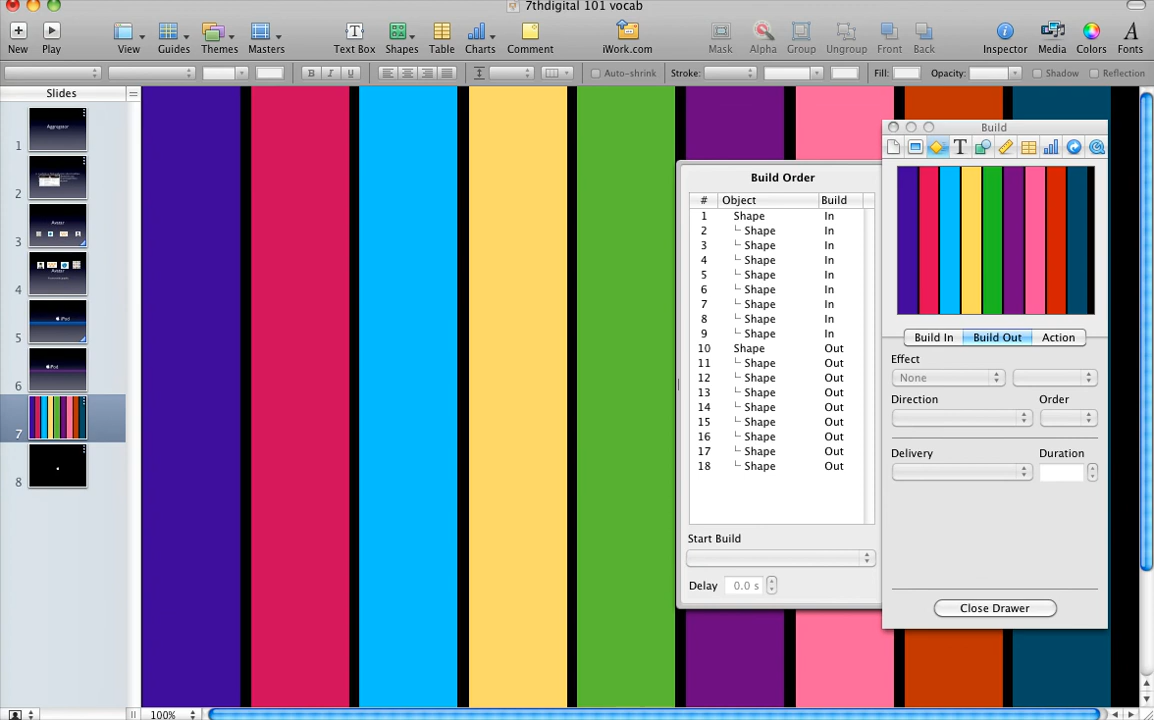 7thdigital 101 vocab
New Play View Guides Themes Masters Text Box Shapes Table Charts Comment iWork.com Mask Alpha Group Ungroup Front Back Inspector Media Colors Fonts
B I U Auto-shrink Stroke: Fill: Opacity: Shadow Reflection
Slides
1
2
3
4
5
6
7
8
Build Order
# Object Build
1 Shape In
2 Shape In
3 Shape In
4 Shape In
5 Shape In
6 Shape In
7 Shape In
8 Shape In
9 Shape In
10 Shape Out
11 Shape Out
12 Shape Out
13 Shape Out
14 Shape Out
15 Shape Out
16 Shape Out
17 Shape Out
18 Shape Out
Start Build
Delay 0.0 s
Build
T
Build In Build Out Action
Effect
None
Direction Order
Delivery Duration
Close Drawer
100%